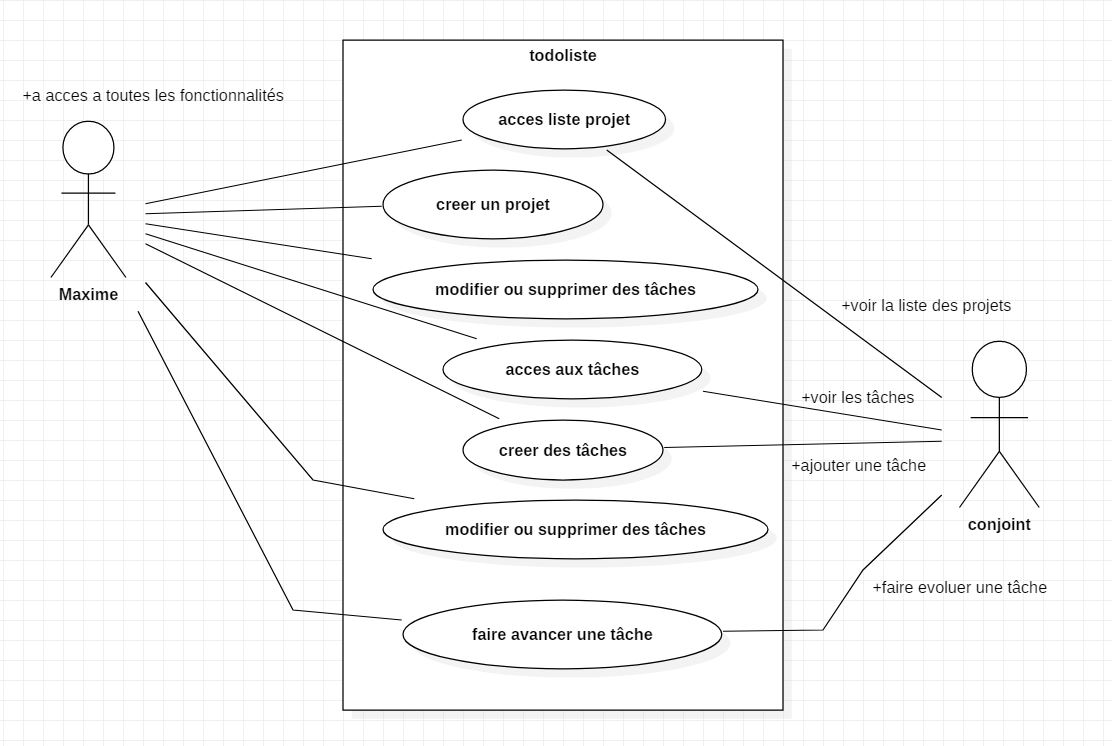 todoliste
+a acces a toutes les fonctionnalités
acces liste projet
creer un projet
modifier ou supprimer des tâches
Maxime
+voir la liste des projets
acces aux tâches
+voir les tâches
creer des tâches
+ajouter une tâche
modifier ou supprimer des tâches
conjoint
+faire evoluer une tâche
faire avancer une tâche